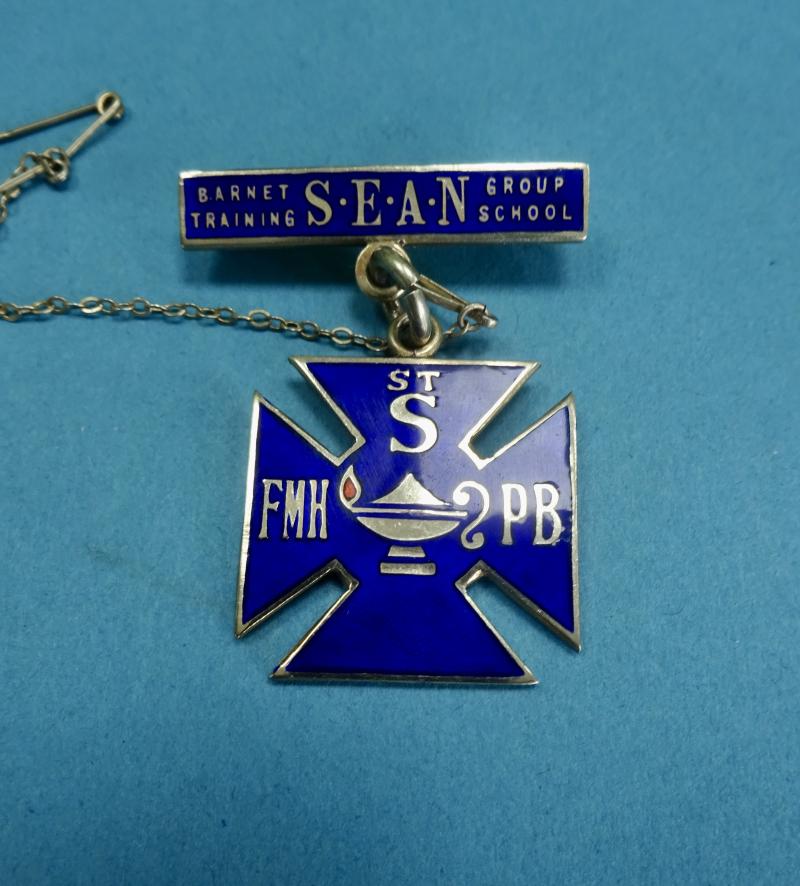 BARNET S·E·A·N GROUP
TRAINING SCHOOL
ST
S
FMH PB